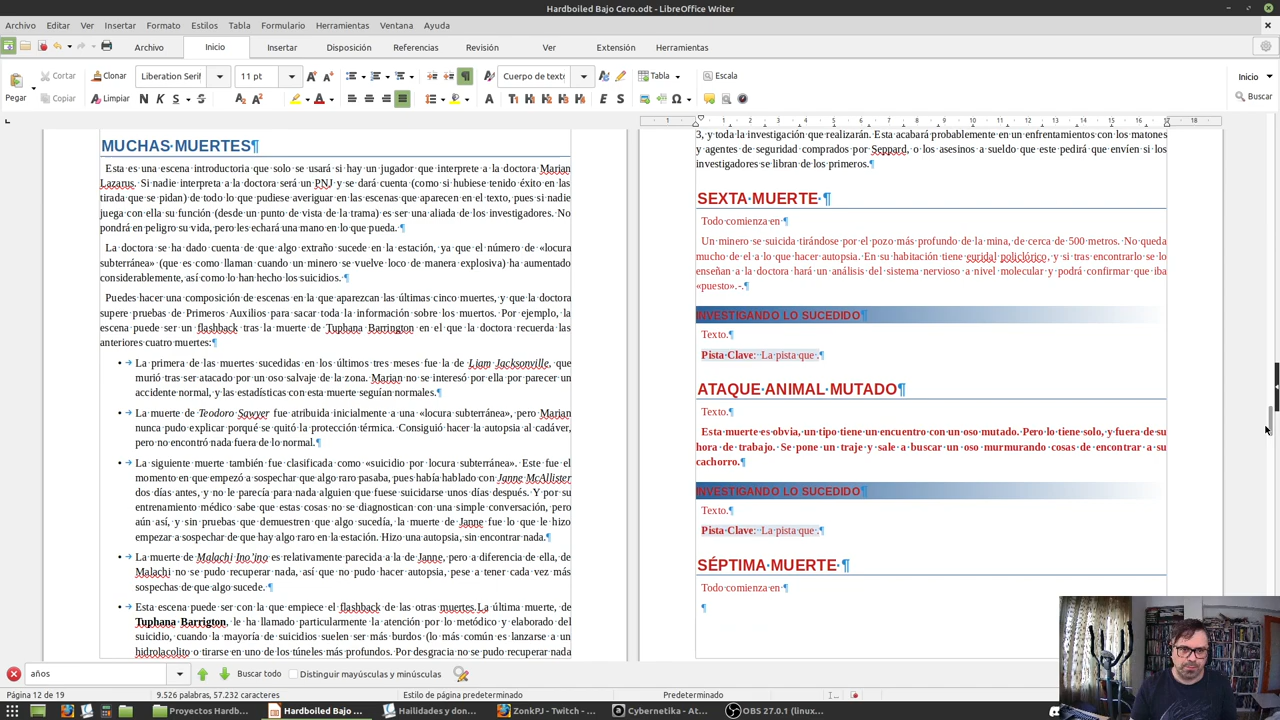 Hardboiled Bajo Cero.odt - LibreOffice Writer
Archivo Editar Ver Insertar Formato Estilos Tabla Formulario Herramientas Ventana Ayuda
Archivo Inicio Insertar Disposición Referencias Revisión Ver Extensión Herramientas
Pegar Cortar Clonar Liberation Serif 11 pt Cuerpo de texto Tabla Escala Inicio
Copiar Limpiar Buscar
MUCHAS MUERTES¶
Esta es una escena introductoria que solo se usará si hay un jugador que interprete a la doctora Marian
Lazarus. Si nadie interpreta a la doctora será un PNJ y se dará cuenta (como si hubiese tenido éxito en las
tirada que se pidan) de todo lo que pudiese averiguar en las escenas que aparecen en el texto, pues si nadie
juega con ella su función (desde un punto de vista de la trama) es ser una aliada de los investigadores. No
pondrá en peligro su vida, pero les echará una mano en lo que pueda. ¶
La doctora se ha dado cuenta de que algo extraño sucede en la estación, ya que el número de «locura
subterránea» (que es como llaman cuando un minero se vuelve loco de manera explosiva) ha aumentado
considerablemente, así como lo han hecho los suicidios. ¶
Puedes hacer una composición de escenas en la que aparezcan las últimas cinco muertes, y que la doctora
supere pruebas de Primeros Auxilios para sacar toda la información sobre los muertos. Por ejemplo, la
escena puede ser un flashback tras la muerte de Tuphana Barrington en el que la doctora recuerda las
anteriores cuatro muertes:¶
• La primera de las muertes sucedidas en los últimos tres meses fue la de Liam Jacksonville, que
murió tras ser atacado por un oso salvaje de la zona. Marian no se interesó por ella por parecer un
accidente normal, y las estadísticas con esta muerte seguían normales.¶
• La muerte de Teodoro Sawyer fue atribuida inicialmente a una «locura subterránea», pero Marian
nunca pudo explicar porqué se quitó la protección térmica. Consiguió hacer la autopsia al cadáver,
pero no encontró nada fuera de lo normal.¶
• La siguiente muerte también fue clasificada como «suicidio por locura subterránea». Este fue el
momento en que empezó a sospechar que nada algo raro pasaba, pues había hablado con Janne McAllister
dos días antes, y no le parecía para nada alguien que fuese suicidarse unos días después. Y por su
entrenamiento médico sabe que estas cosas no se diagnostican con una simple conversación, pero
aún así, y sin pruebas que demuestren que algo sucedía, la muerte de Janne fue lo que le hizo
empezar a sospechar de que algo raro en la estación. Hizo una autopsia, sin encontrar nada.¶
• La muerte de Malachi Ino'ino es relativamente parecida a la de Janne, pero a diferencia de ella, de
Malachi no se pudo recuperar nada, así que no pudo hacer autopsia, pese a tener cada vez más
sospechas de que algo sucede. ¶
• Esta escena puede ser con la que empiece el flashback de las otras muertes.La última muerte, de
Tuphana Barrigton, le ha llamado particularmente la atención por lo metódico y elaborado del
suicidio, cuando la mayoría de suicidios suelen ser más burdos (lo más común es lanzarse a un
hidrolacolito o tirarse en uno de los túneles más profundos. Por desgracia no se pudo recuperar nada
1 1 2 3 4 5 6 7 8 9 10 11 12 13 14 15 16 17 18
3, y toda la investigación que realizarán. Esta acabará probablemente en un enfrentamientos con los matones
y agentes de seguridad comprados por Seppard, o los asesinos a sueldo que este pedirá que envíen si los
investigadores se libran de los primeros.¶
SEXTA MUERTE ¶
Todo comienza en ¶
Un minero se suicida tirándose por el pozo más profundo de la mina, de cerca de 500 metros. No queda
mucho de el a lo que hacer autopsia. En su habitación tiene euridal policlórico, y si tras encontrarlo se lo
enseñan a la doctora hará un análisis del sistema nervioso a nivel molecular y podrá confirmar que iba
«puesto». -.¶
INVESTIGANDO LO SUCEDIDO¶
Texto.¶
Pista Clave: La pista que .¶
ATAQUE ANIMAL MUTADO¶
Texto.¶
Esta muerte es obvia, un tipo tiene un encuentro con un oso mutado. Pero lo tiene solo, y fuera de su
hora de trabajo. Se pone un traje y sale a buscar un oso murmurando cosas de encontrar a su
cachorro.¶
INVESTIGANDO LO SUCEDIDO¶
Texto.¶
Pista Clave: La pista que .¶
SÉPTIMA MUERTE ¶
Todo comienza en ¶
¶
años Buscar todo Distinguir mayúsculas y minúsculas
Página 12 de 19 9.526 palabras, 57.232 caracteres Estilo de página predeterminado Predeterminado
Proyectos Hardb... Hardboiled Bajo ... Hailidades y don... ZonkPJ - Twitch - ... Cybernetika - At... OBS 27.0.1 (linux...